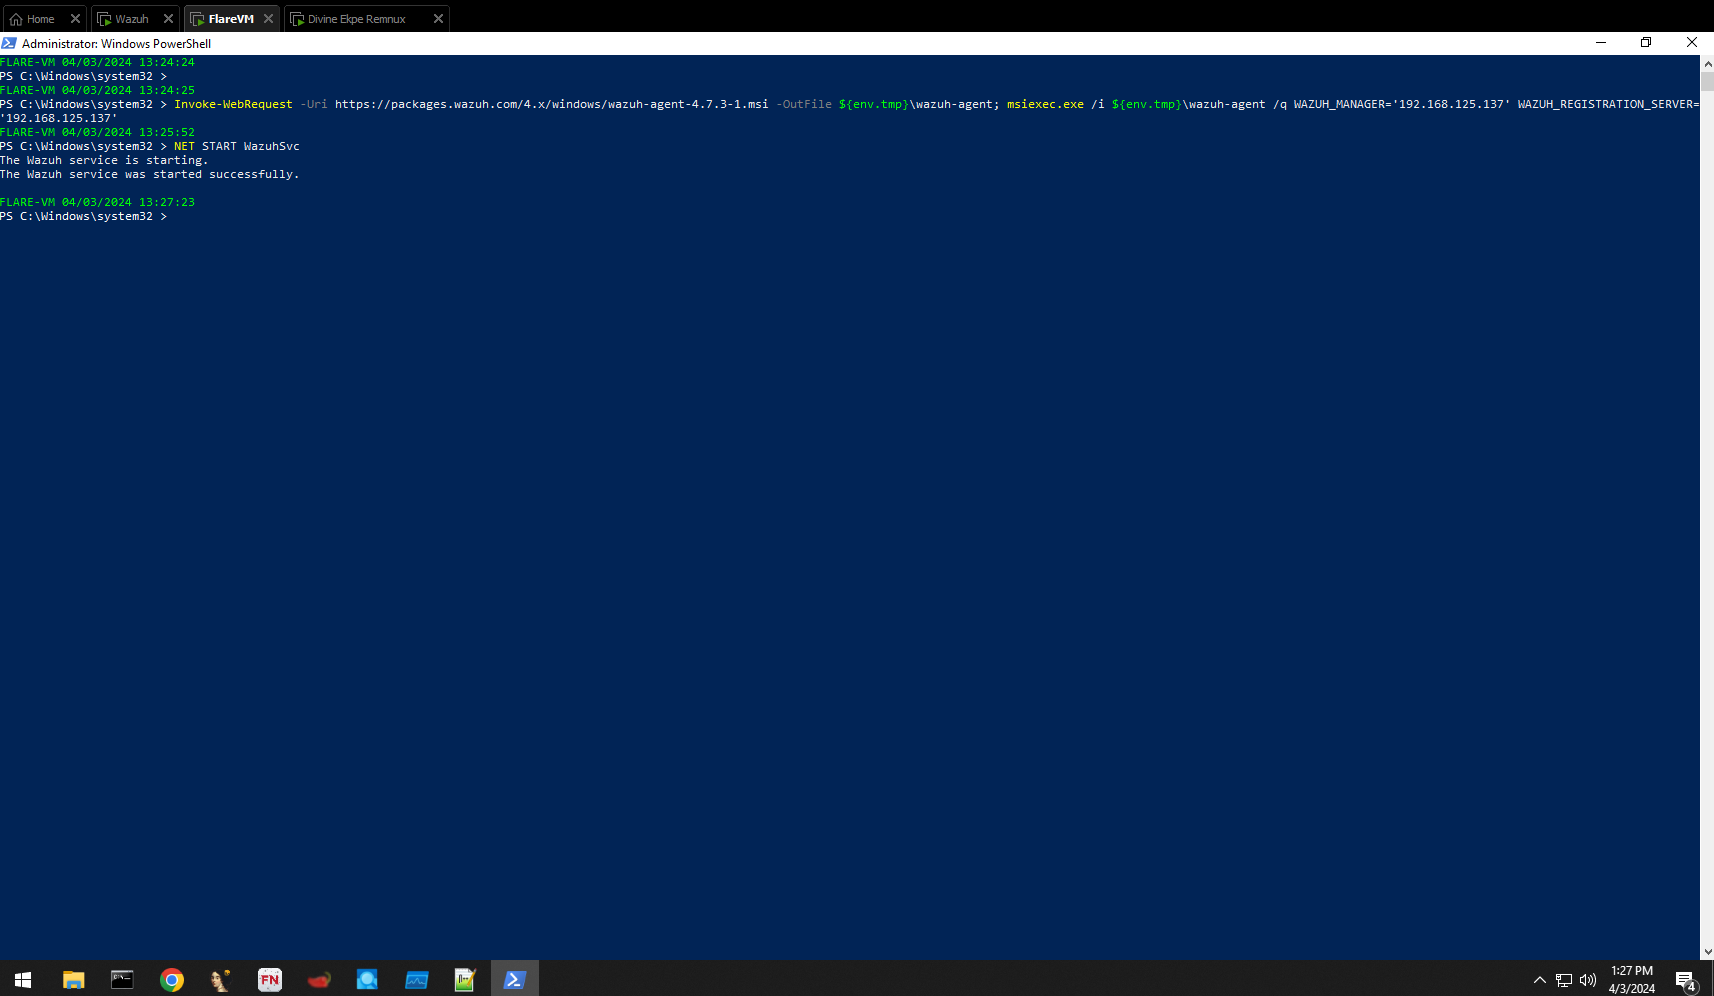 Home
Wazuh
FlareVM
Divine Ekpe Remnux
Administrator: Windows PowerShell
FLARE-VM 04/03/2024 13:24:24
PS C:\Windows\system32 >
FLARE-VM 04/03/2024 13:24:25
PS C:\Windows\system32 > Invoke-WebRequest -Uri https://packages.wazuh.com/4.x/windows/wazuh-agent-4.7.3-1.msi -OutFile ${env.tmp}\wazuh-agent; msiexec.exe /i ${env.tmp}\wazuh-agent /q WAZUH_MANAGER='192.168.125.137' WAZUH_REGISTRATION_SERVER=
'192.168.125.137'
FLARE-VM 04/03/2024 13:25:52
PS C:\Windows\system32 > NET START WazuhSvc
The Wazuh service is starting.
The Wazuh service was started successfully.
FLARE-VM 04/03/2024 13:27:23
PS C:\Windows\system32 >
FN
1:27 PM
4/3/2024
4